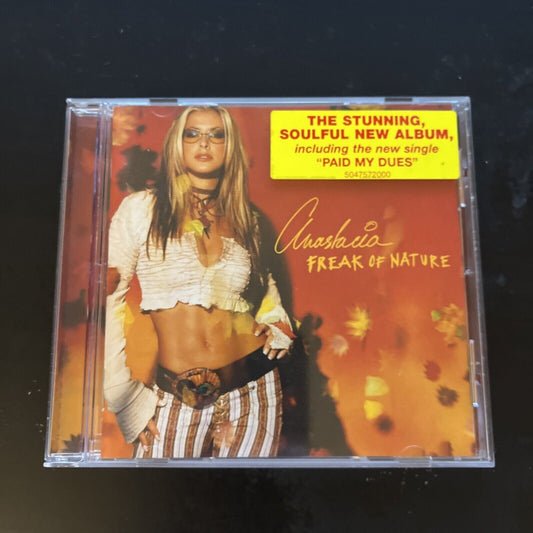 THE STUNNING,
SOULFUL NEW ALBUM,
including the new single
"PAID MY DUES"
5047572000
Anastacia
FREAK OF NATURE